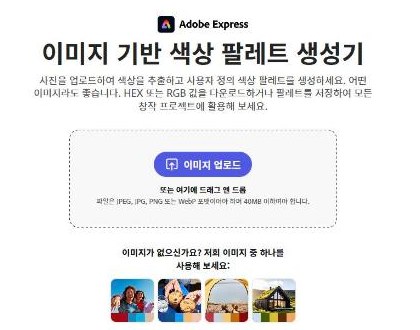 Adobe Express
이미지 기반 색상 팔레트 생성기
사진을 업로드하여 색상을 추출하고 사용자 정의 색상 팔레트를 생성하세요. 어떤
이미지라도 좋습니다. HEX 또는 RGB 값을 다운로드하거나 팔레트를 저장하여 모든
창작 프로젝트에 활용해 보세요.
이미지 업로드
또는 여기에 드래그 앤 드롭
파일은 JPEG, JPG, PNG 또는 WebP 포맷이어야 하며 40MB 이하여야 합니다.
이미지가 없으신가요? 저희 이미지 중 하나를
사용해 보세요: